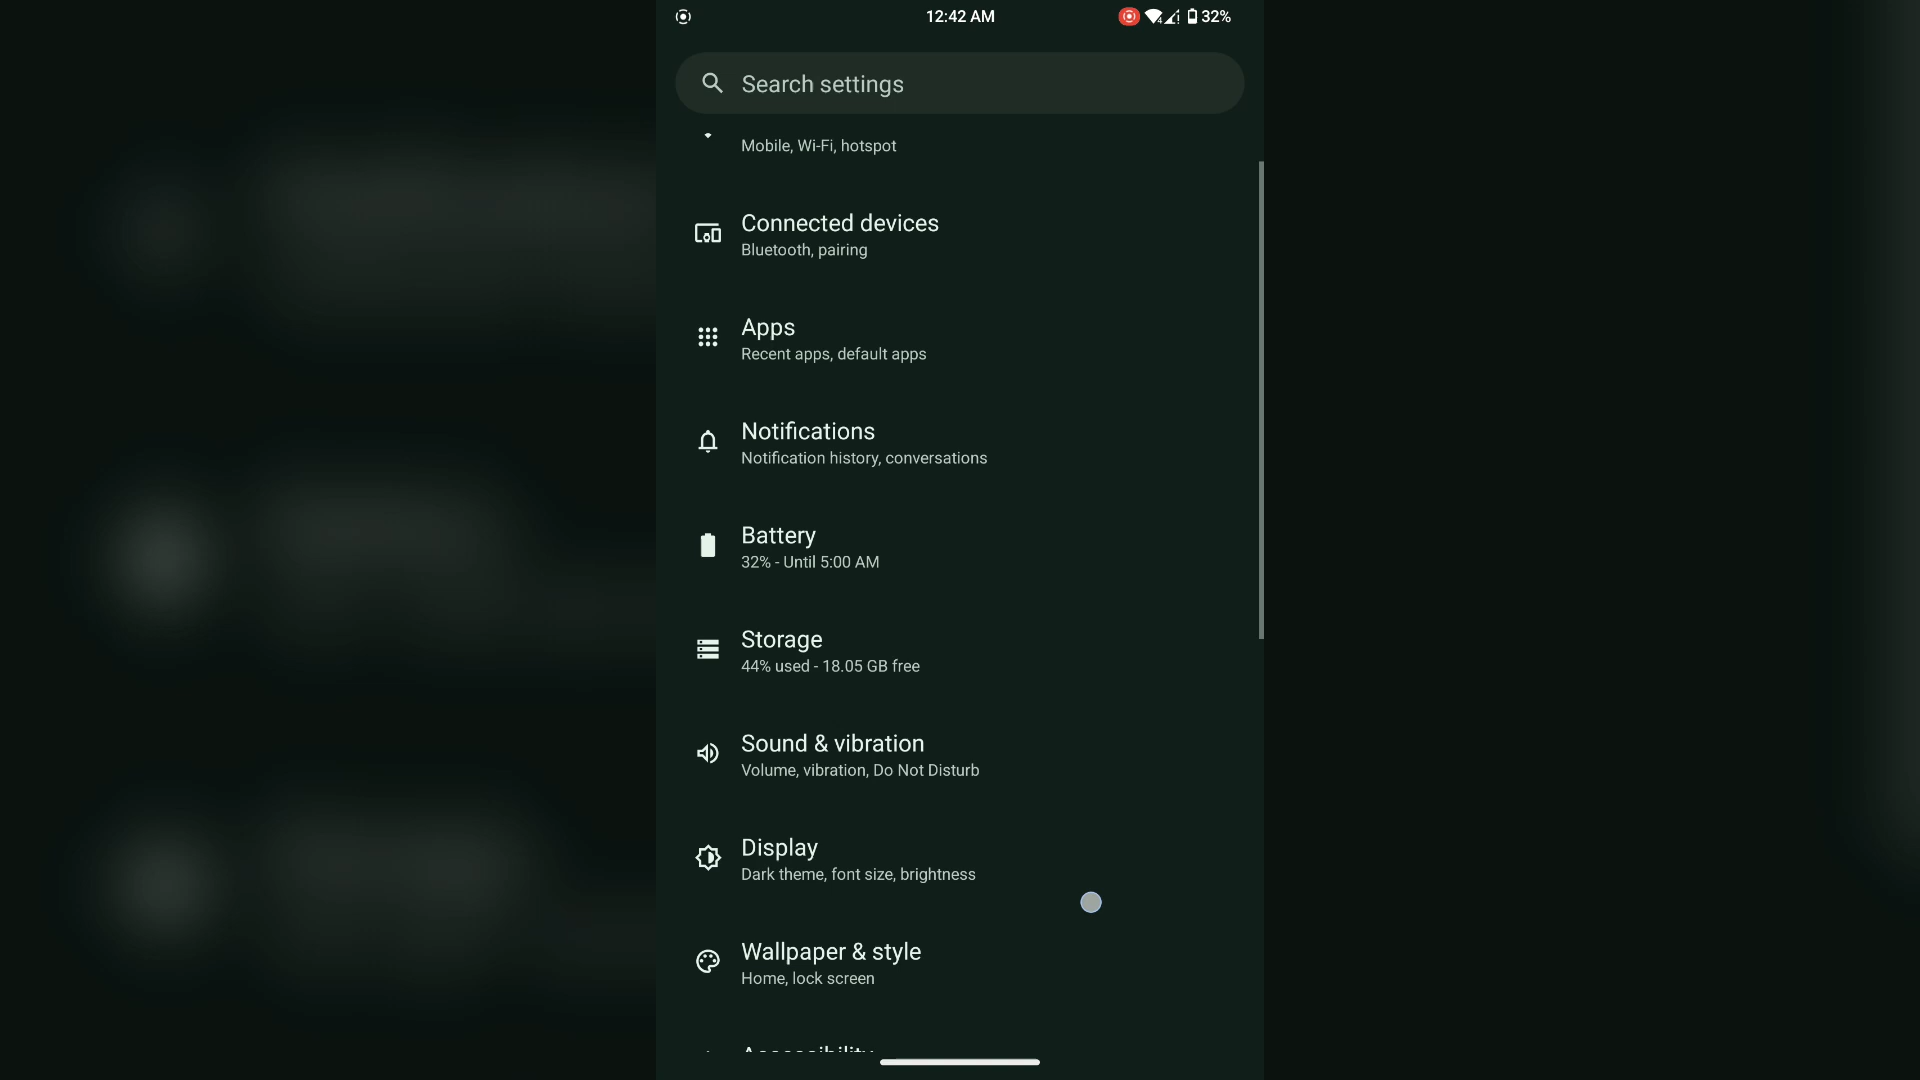 12:42 AM
32%
Search settings
Mobile, Wi-Fi, hotspot
Connected devices
Bluetooth, pairing
Apps
Recent apps, default apps
Notifications
Notification history, conversations
Battery
32% - Until 5:00 AM
Storage
44% used - 18.05 GB free
Sound & vibration
Volume, vibration, Do Not Disturb
Display
Dark theme, font size, brightness
Wallpaper & style
Home, lock screen
Accessibility